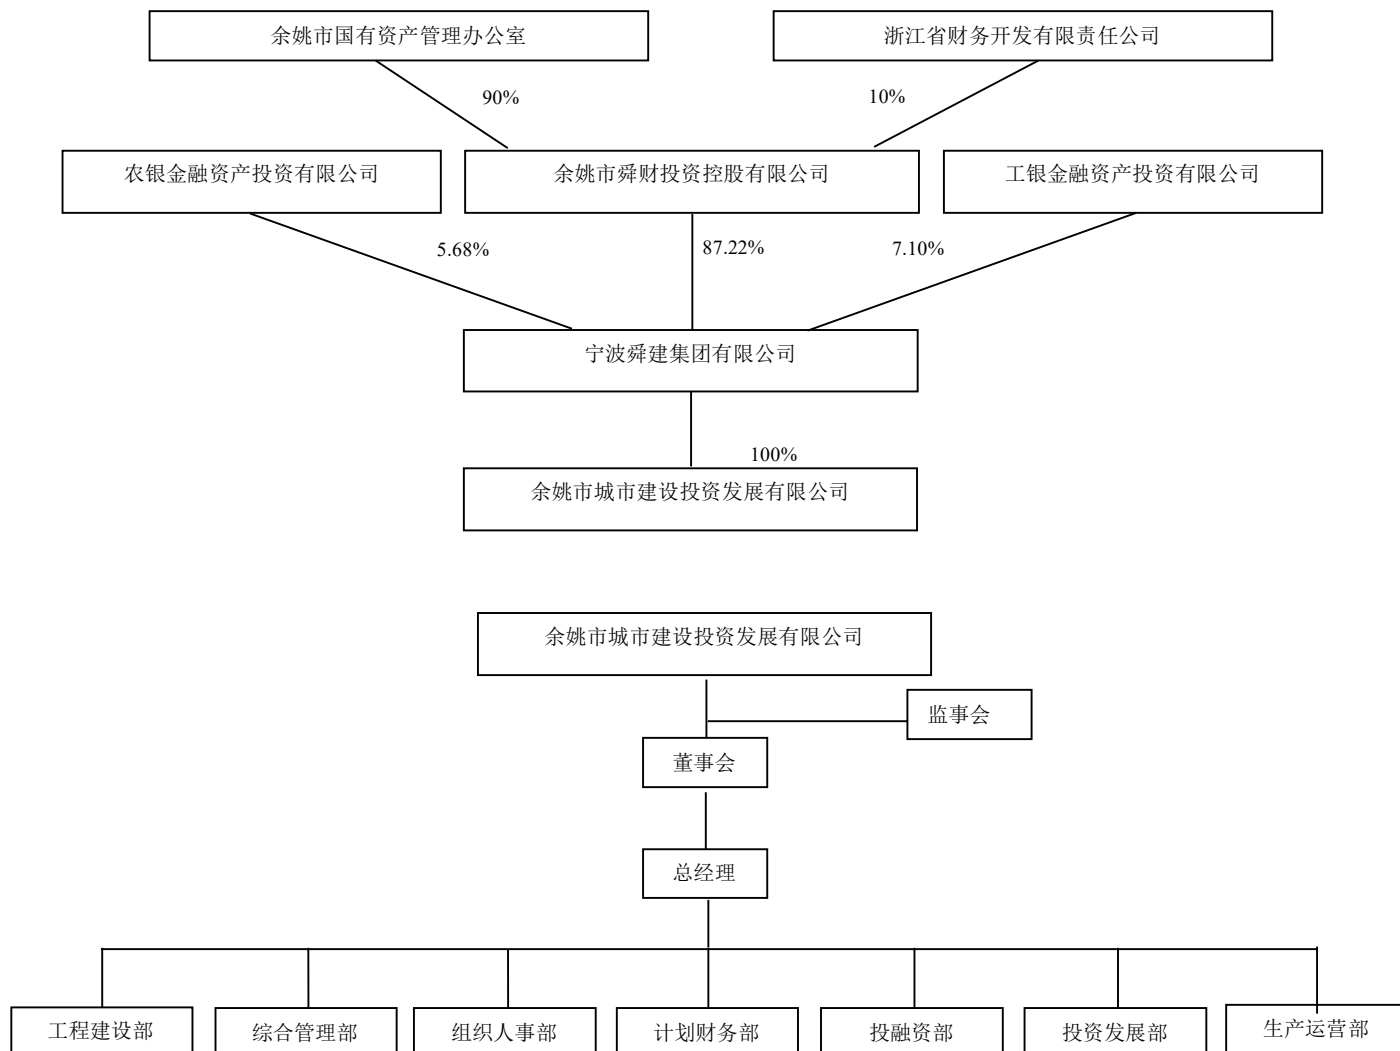 余姚市国有资产管理办公室
浙江省财务开发有限责任公司
90%
10%
农银金融资产投资有限公司
余姚市舜财投资控股有限公司
工银金融资产投资有限公司
5.68%
87.22%
7.10%
宁波舜建集团有限公司
100%
余姚市城市建设投资发展有限公司
余姚市城市建设投资发展有限公司
监事会
董事会
总经理
工程建设部
综合管理部
组织人事部
计划财务部
投融资部
投资发展部
生产运营部